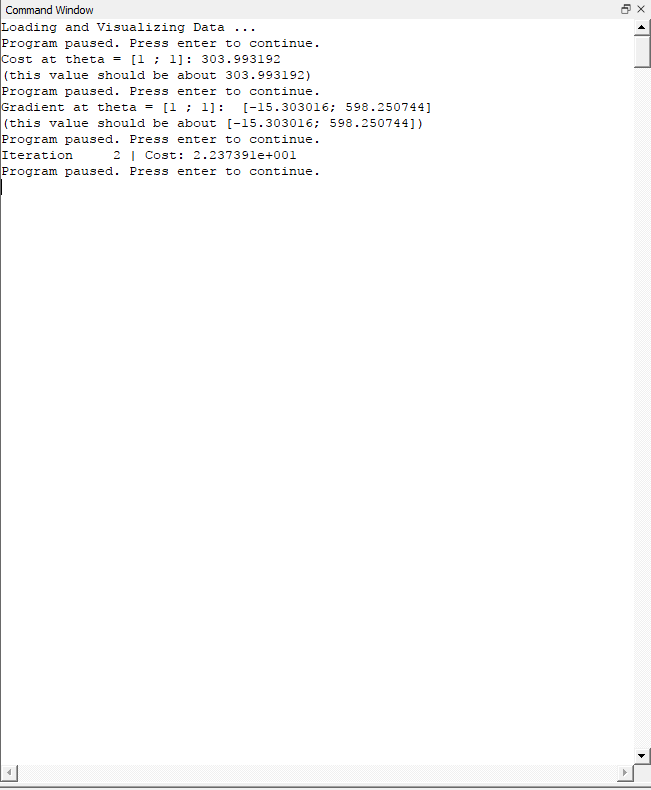 Command Window
Loading and Visualizing Data ...
Program paused. Press enter to continue.
Cost at theta = [1 ; 1]: 303.993192
(this value should be about 303.993192)
Program paused. Press enter to continue.
Gradient at theta = [1 ; 1]:  [-15.303016; 598.250744]
(this value should be about [-15.303016; 598.250744])
Program paused. Press enter to continue.
Iteration     2 | Cost: 2.237391e+001
Program paused. Press enter to continue.